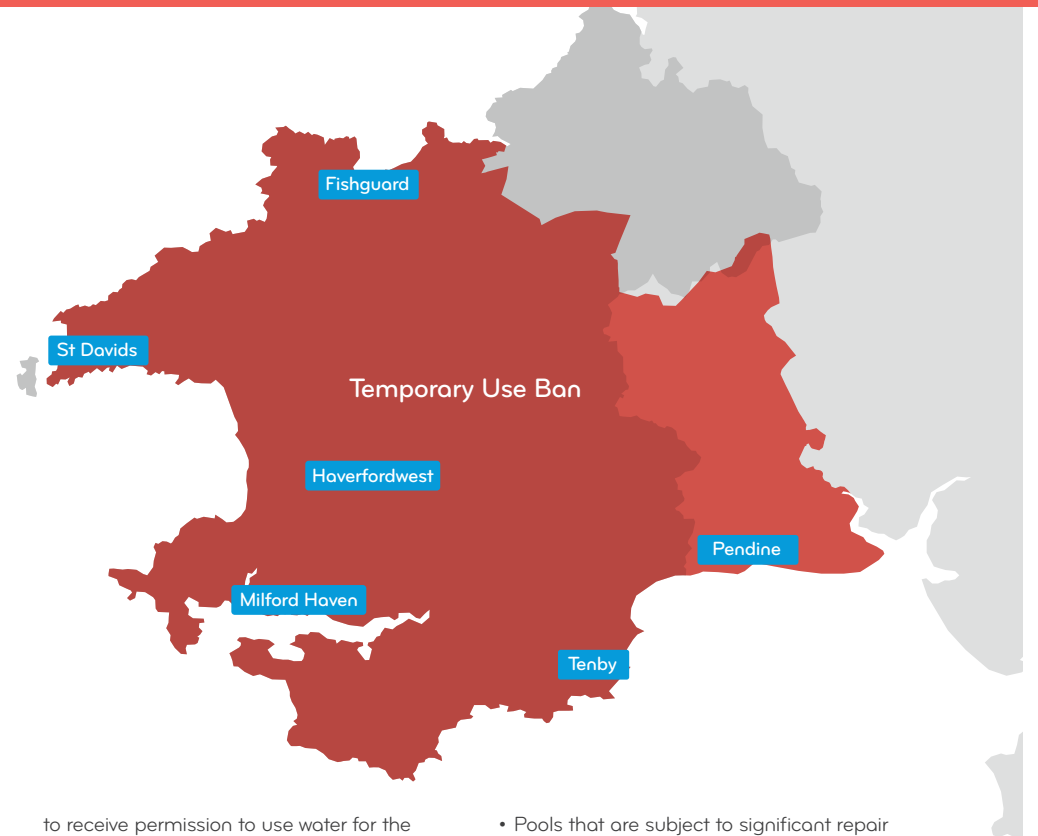 Fishguard
St Davids
Temporary Use Ban
Haverfordwest
Pendine
Milford Haven
Tenby
to receive permission to use water for the
• Pools that are subject to significant repair